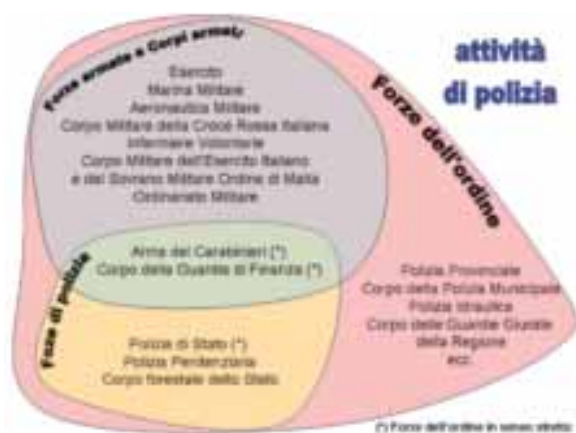 attività
di polizia
Forze armate e Corpi armati
Esercito
Marina Militare
Aeronautica Militare
Corpo Militare della Croce Rossa Italiana
Infermiere Volontarie
Corpo Militare dell'Esercito Italiano
e del Sovrano Militare Ordine di Malta
Ordinariato Militare
Forze dell'ordine
Arma dei Carabinieri (*)
Corpo della Guardia di Finanza (*)
Forze di polizia
Polizia di Stato (*)
Polizia Penitenziaria
Corpo forestale dello Stato
Polizia Provinciale
Corpo della Polizia Municipale
Polizia Idraulica
Corpo delle Guardie Giurate
della Regione
ecc.
(*) Forze dell'ordine in senso stretto